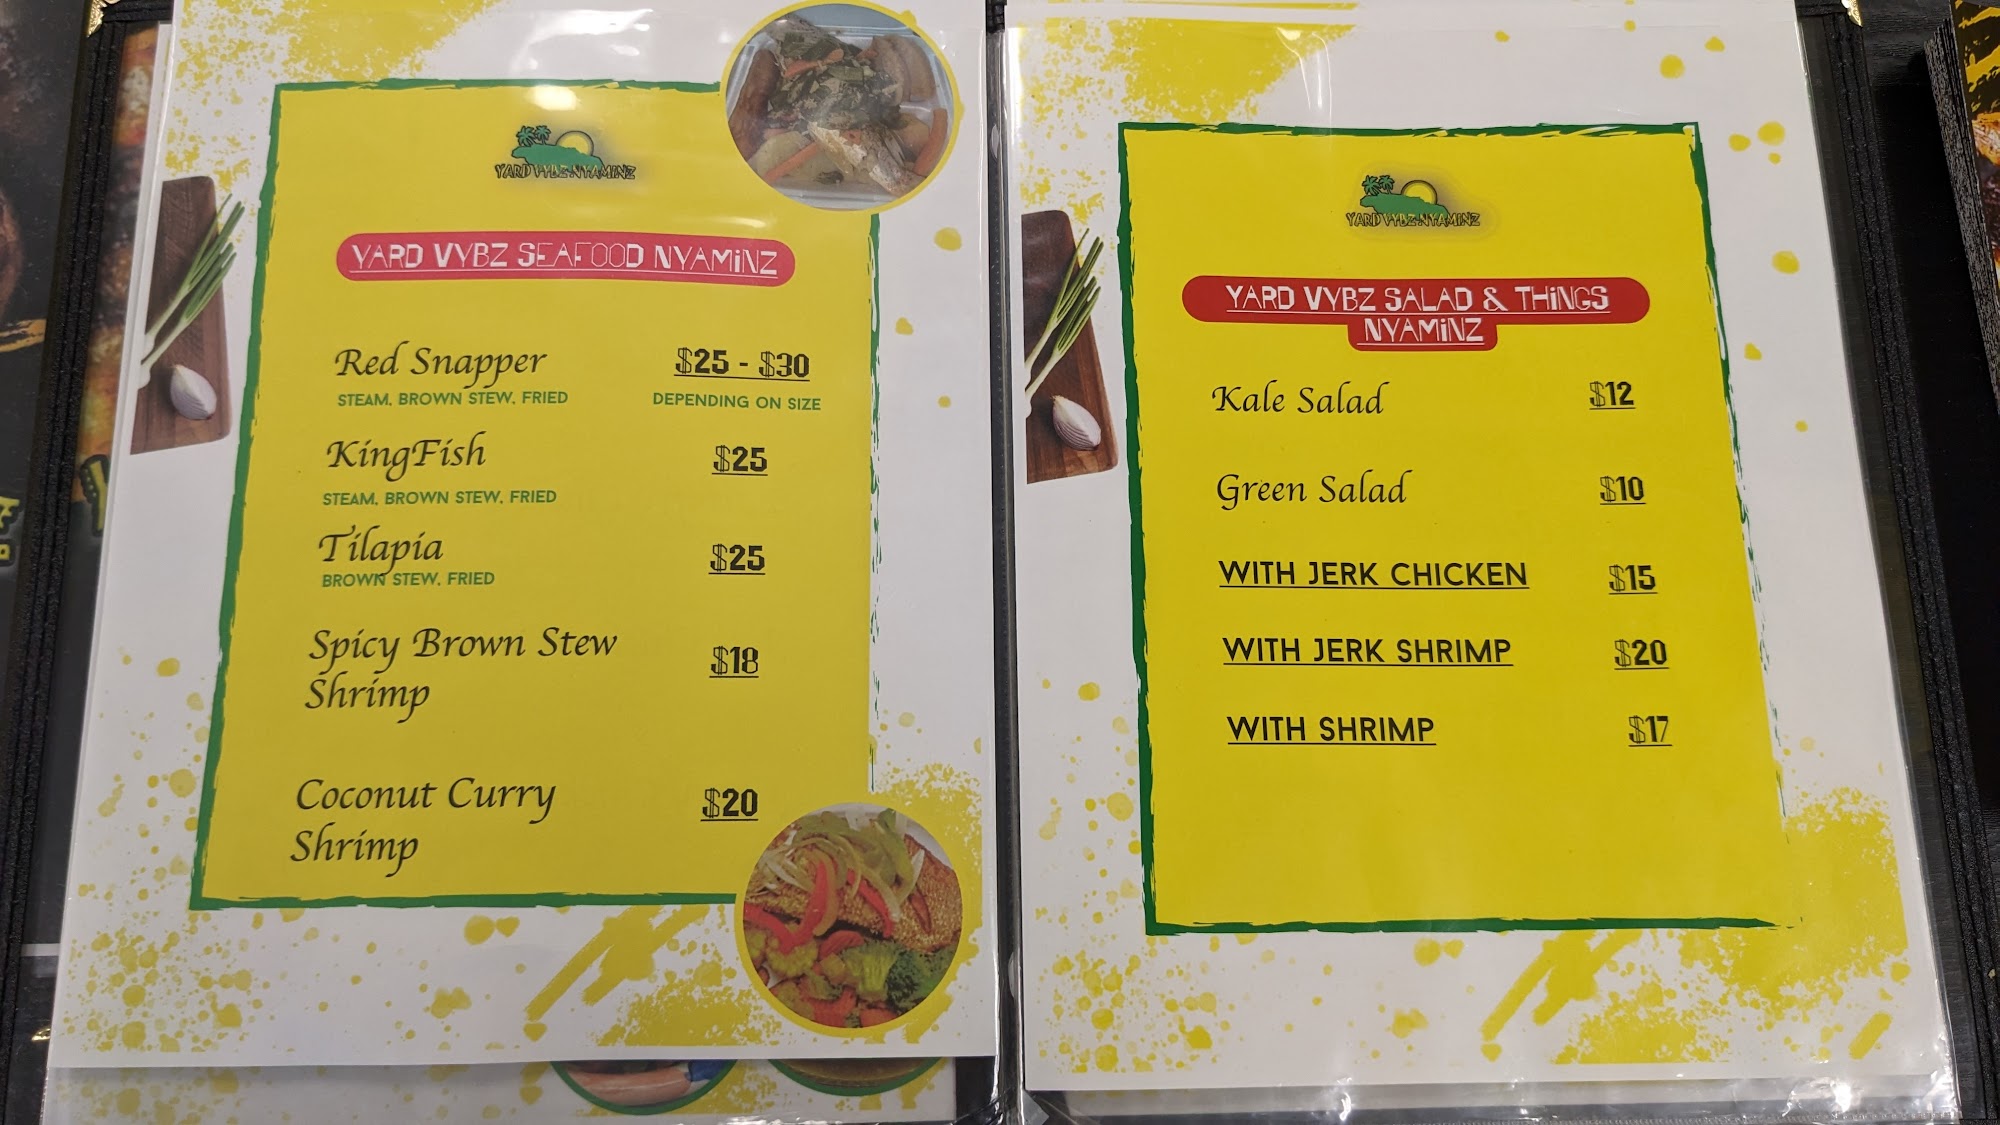 YARD VYBZ NYAMINZ
YARD VYBZ SEAFOOD NYAMiNZ
Red Snapper $25 - $30
STEAM, BROWN STEW, FRIED DEPENDING ON SIZE
KingFish $25
STEAM, BROWN STEW, FRIED
Tilapia $25
BROWN STEW, FRIED
Spicy Brown Stew $18
Shrimp
Coconut Curry $20
Shrimp
YARD VYBZ NYAMINZ
YARD VYBZ SALAD & THiNGS
NYAMiNZ
Kale Salad $12
Green Salad $10
WITH JERK CHICKEN $15
WITH JERK SHRIMP $20
WITH SHRIMP $17